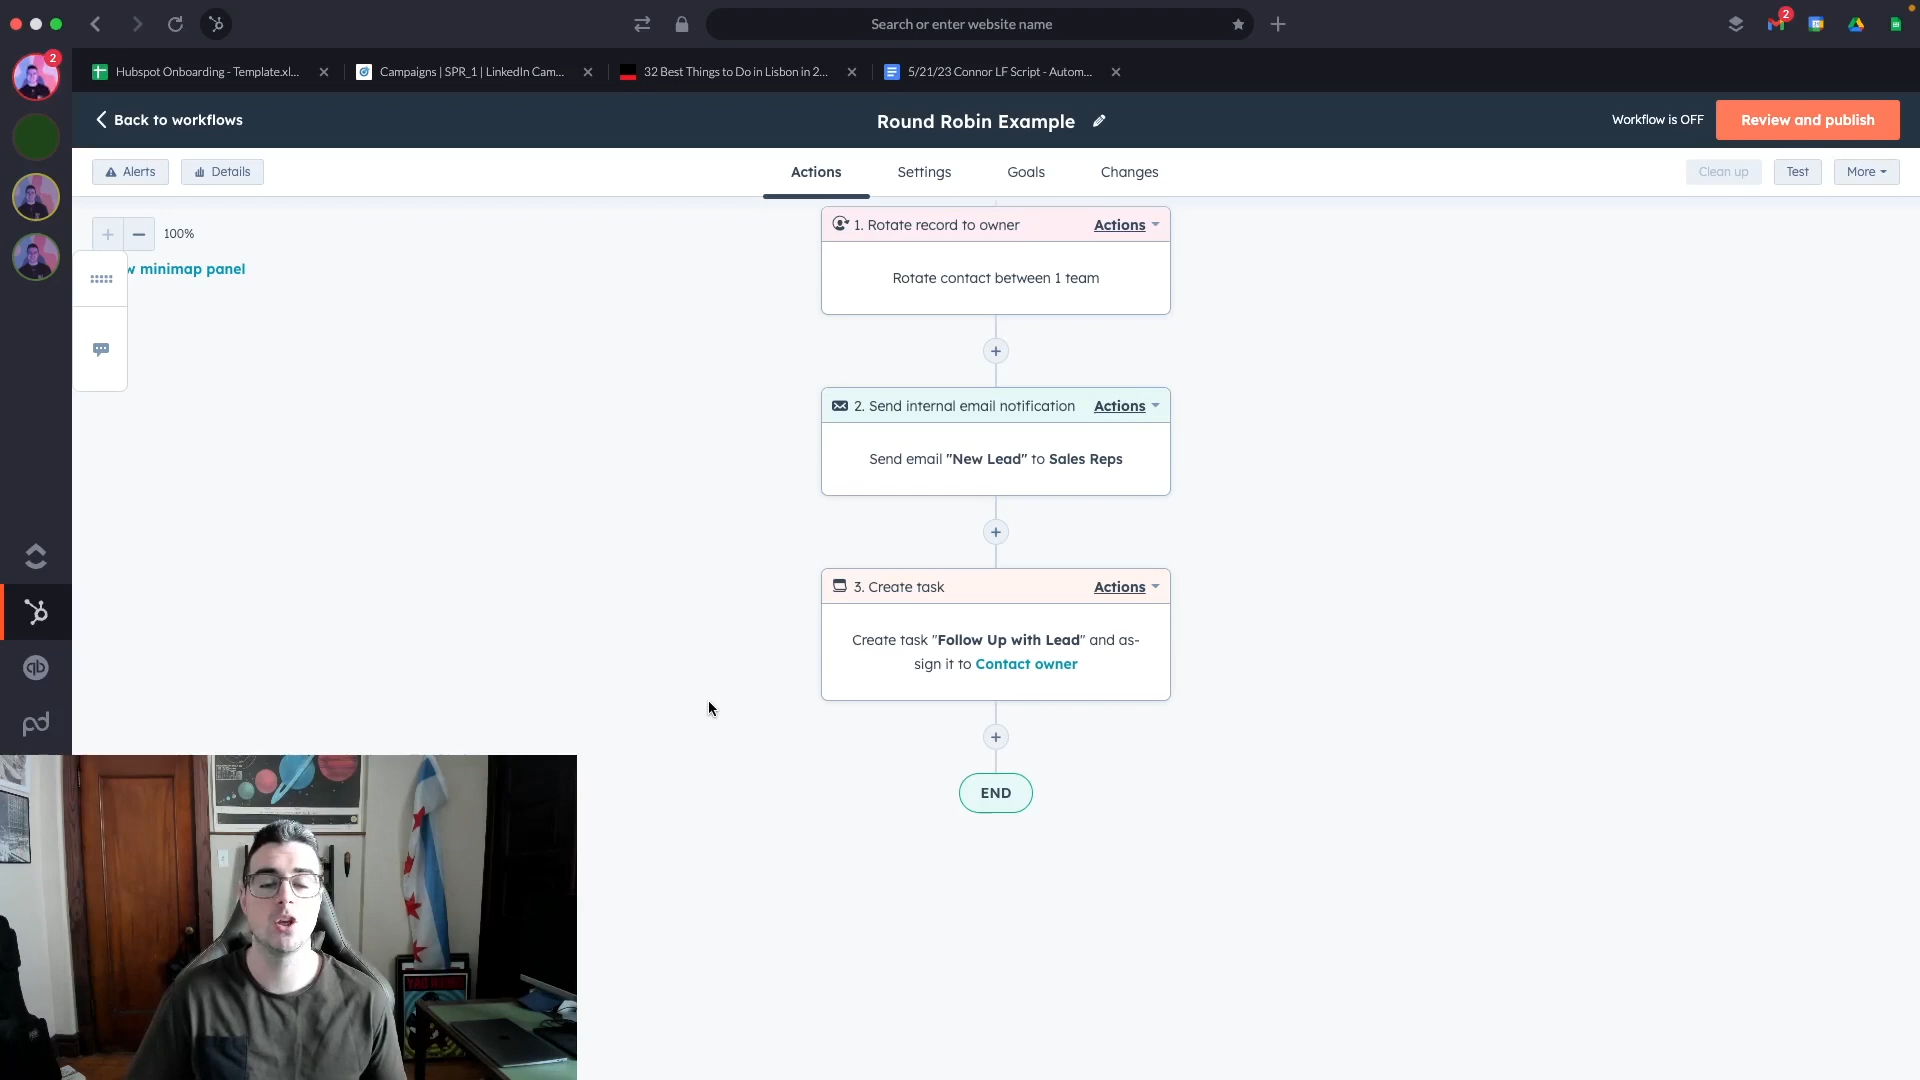 2
Search or enter website name
2
Hubspot Onboarding - Template.xl...
Campaigns | SPR_1 | LinkedIn Cam...
32 Best Things to Do in Lisbon in 2...
5/21/23 Connor LF Script - Autom...
Back to workflows
Round Robin Example
Workflow is OFF
Review and publish
Alerts
Details
Actions
Settings
Goals
Changes
Clean up
Test
More
100%
w minimap panel
1. Rotate record to owner
Actions
Rotate contact between 1 team
2. Send internal email notification
Actions
Send email "New Lead" to Sales Reps
3. Create task
Actions
Create task "Follow Up with Lead" and as-
sign it to Contact owner
END
qb
pd